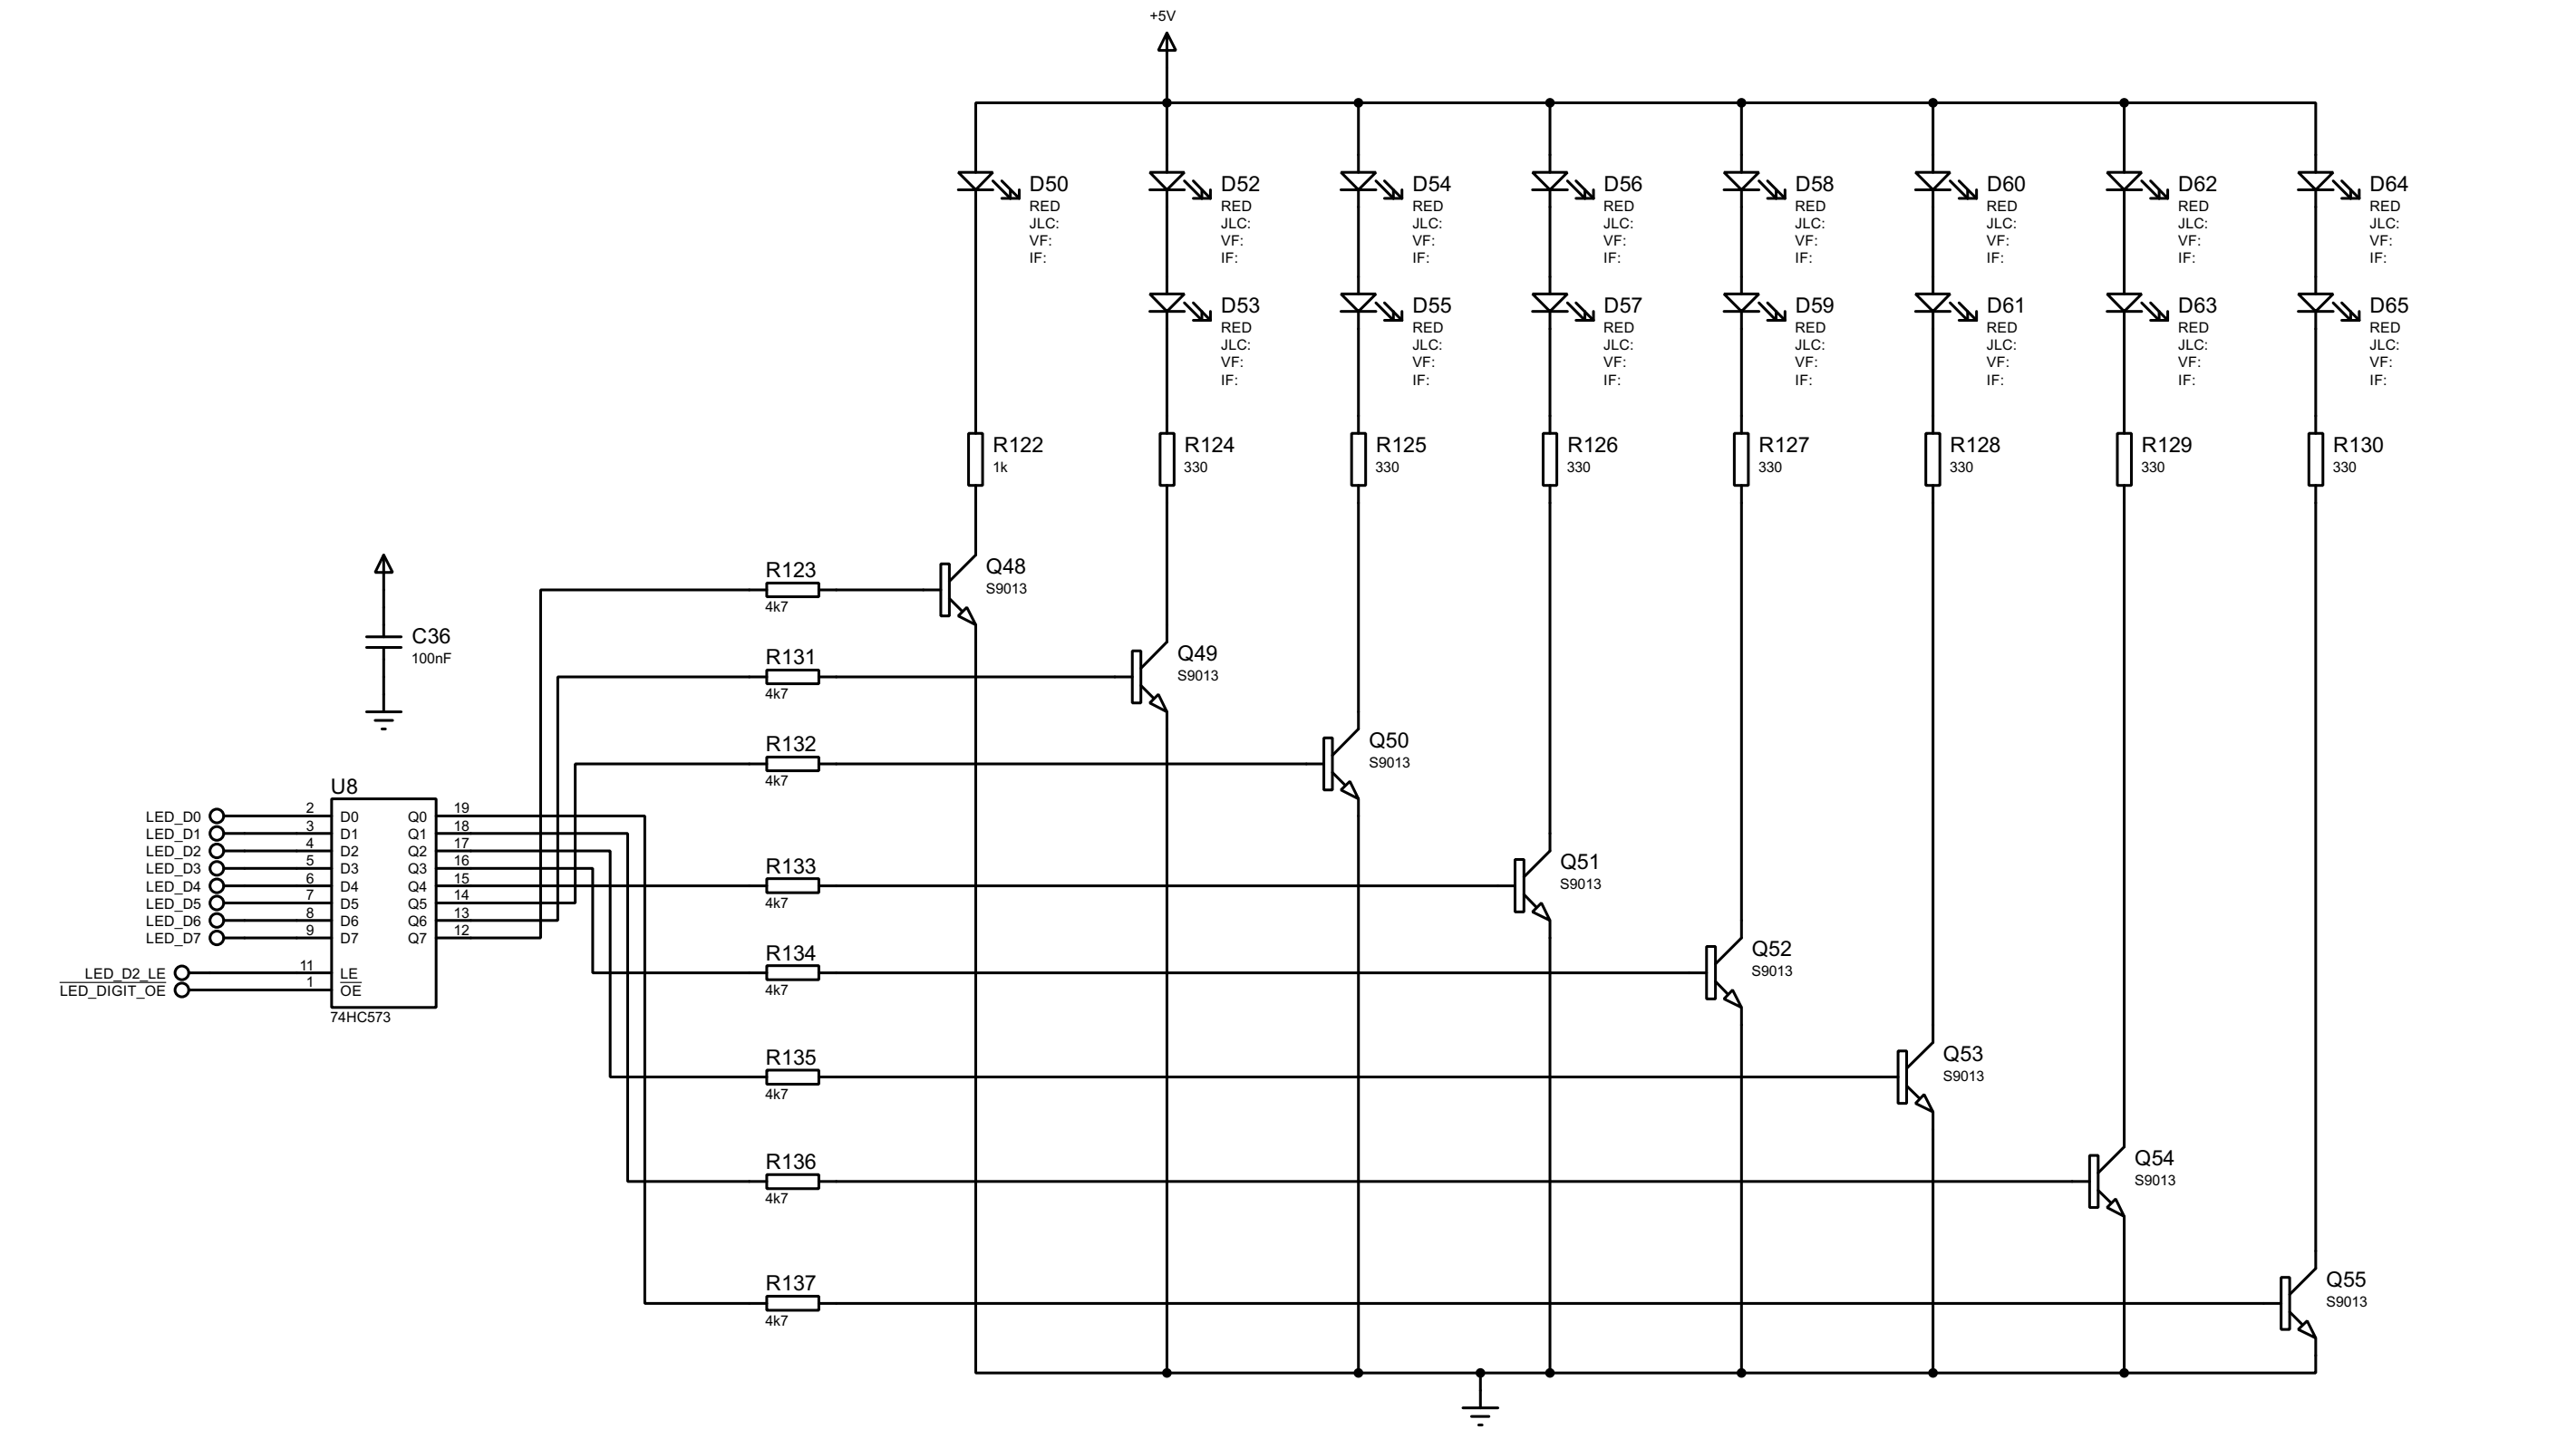 +5V
D50
RED
JLC:
VF:
IF:
D52
RED
JLC:
VF:
IF:
D54
RED
JLC:
VF:
IF:
D56
RED
JLC:
VF:
IF:
D58
RED
JLC:
VF:
IF:
D60
RED
JLC:
VF:
IF:
D62
RED
JLC:
VF:
IF:
D64
RED
JLC:
VF:
IF:
D53
RED
JLC:
VF:
IF:
D55
RED
JLC:
VF:
IF:
D57
RED
JLC:
VF:
IF:
D59
RED
JLC:
VF:
IF:
D61
RED
JLC:
VF:
IF:
D63
RED
JLC:
VF:
IF:
D65
RED
JLC:
VF:
IF:
R122
1k
R124
330
R125
330
R126
330
R127
330
R128
330
R129
330
R130
330
R123
4k7
Q48
S9013
C36
100nF
R131
4k7
Q49
S9013
R132
4k7
Q50
S9013
U8
LED_D0 2 D0 Q0 19
LED_D1 3 D1 Q1 18
LED_D2 4 D2 Q2 17
LED_D3 5 D3 Q3 16
LED_D4 6 D4 Q4 15
LED_D5 7 D5 Q5 14
LED_D6 8 D6 Q6 13
LED_D7 9 D7 Q7 12
LED_D2_LE 11 LE
LED_DIGIT_OE 1 OE
74HC573
R133
4k7
Q51
S9013
R134
4k7
Q52
S9013
R135
4k7
Q53
S9013
R136
4k7
Q54
S9013
R137
4k7
Q55
S9013